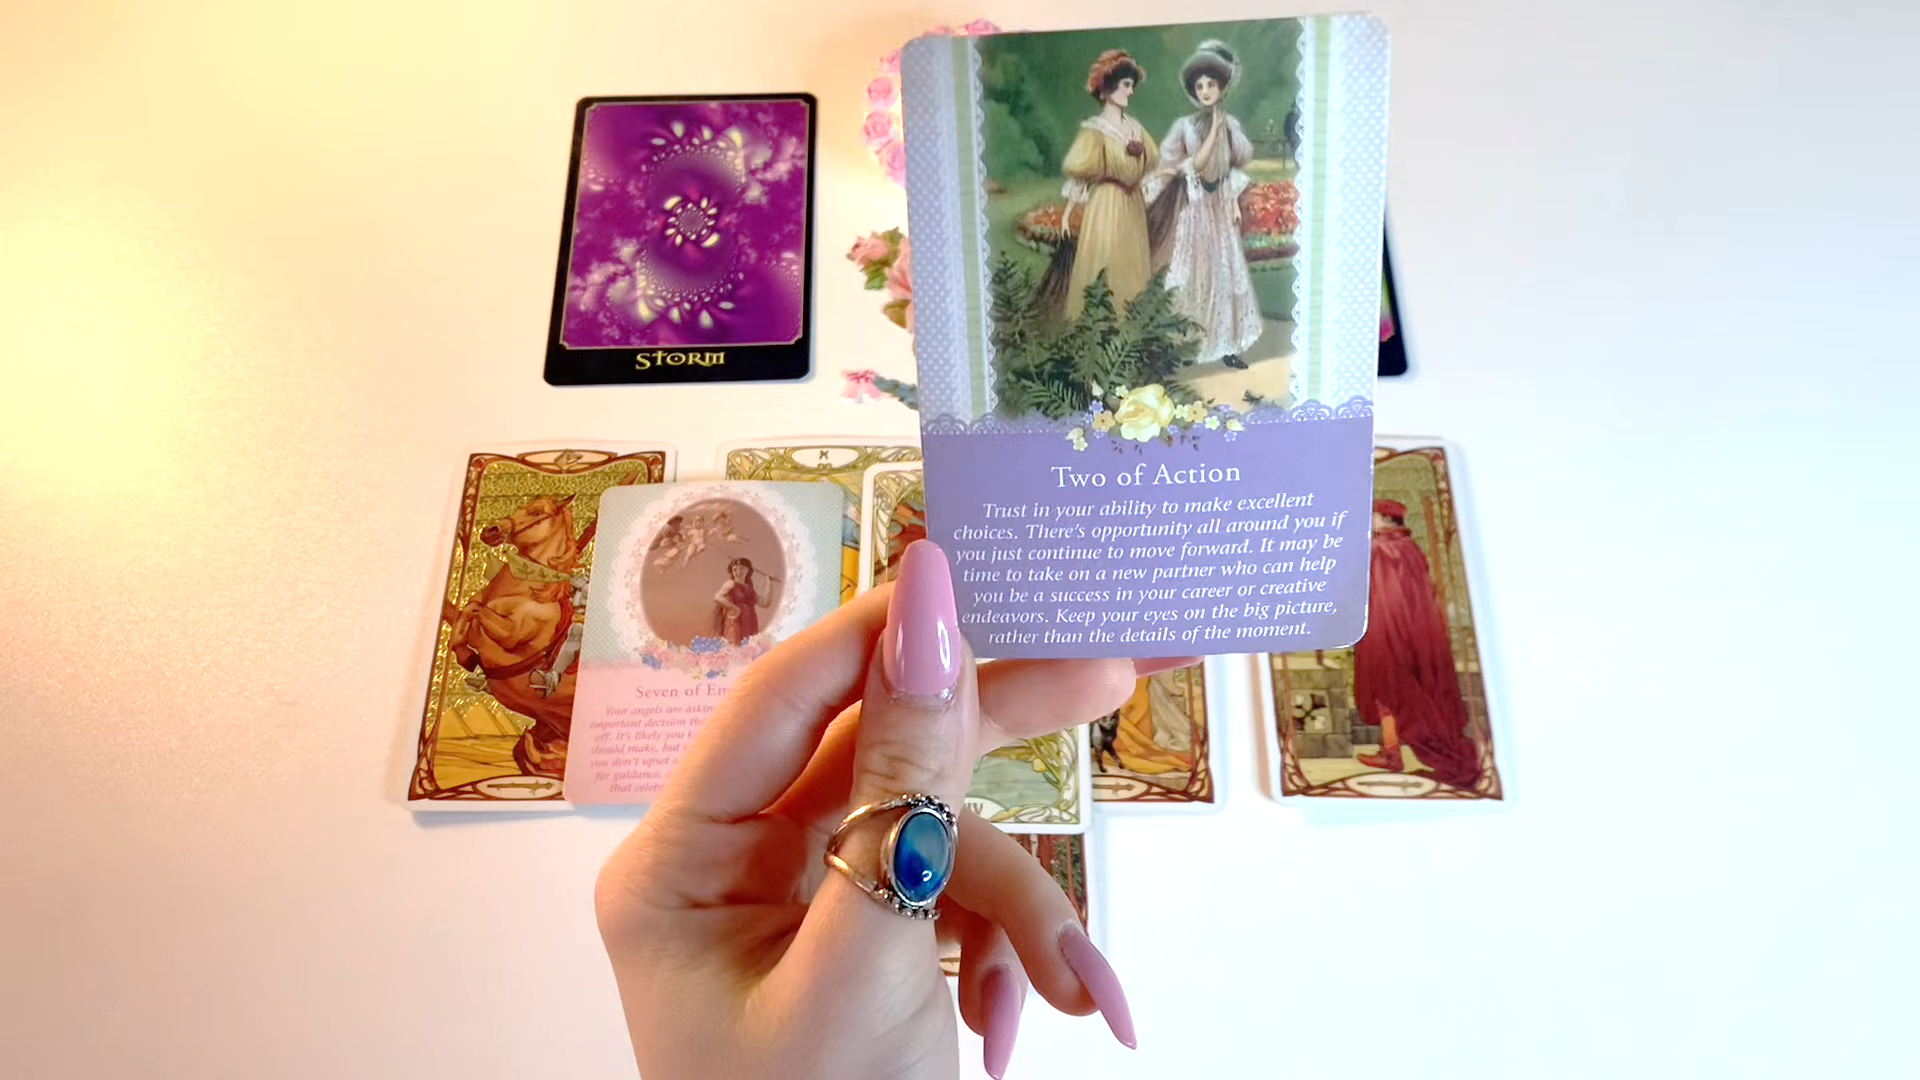 STORM
Two of Action
Trust in your ability to make excellent
choices. There's opportunity all around you if
you just continue to move forward. It may be
time to take on a new partner who can help
you be a success in your career or creative
endeavors. Keep your eyes on the big picture,
rather than the details of the moment.
Seven of
Your angels are
important decision
off. It's likely you
should make, but
you don't upset
for guidance,
that